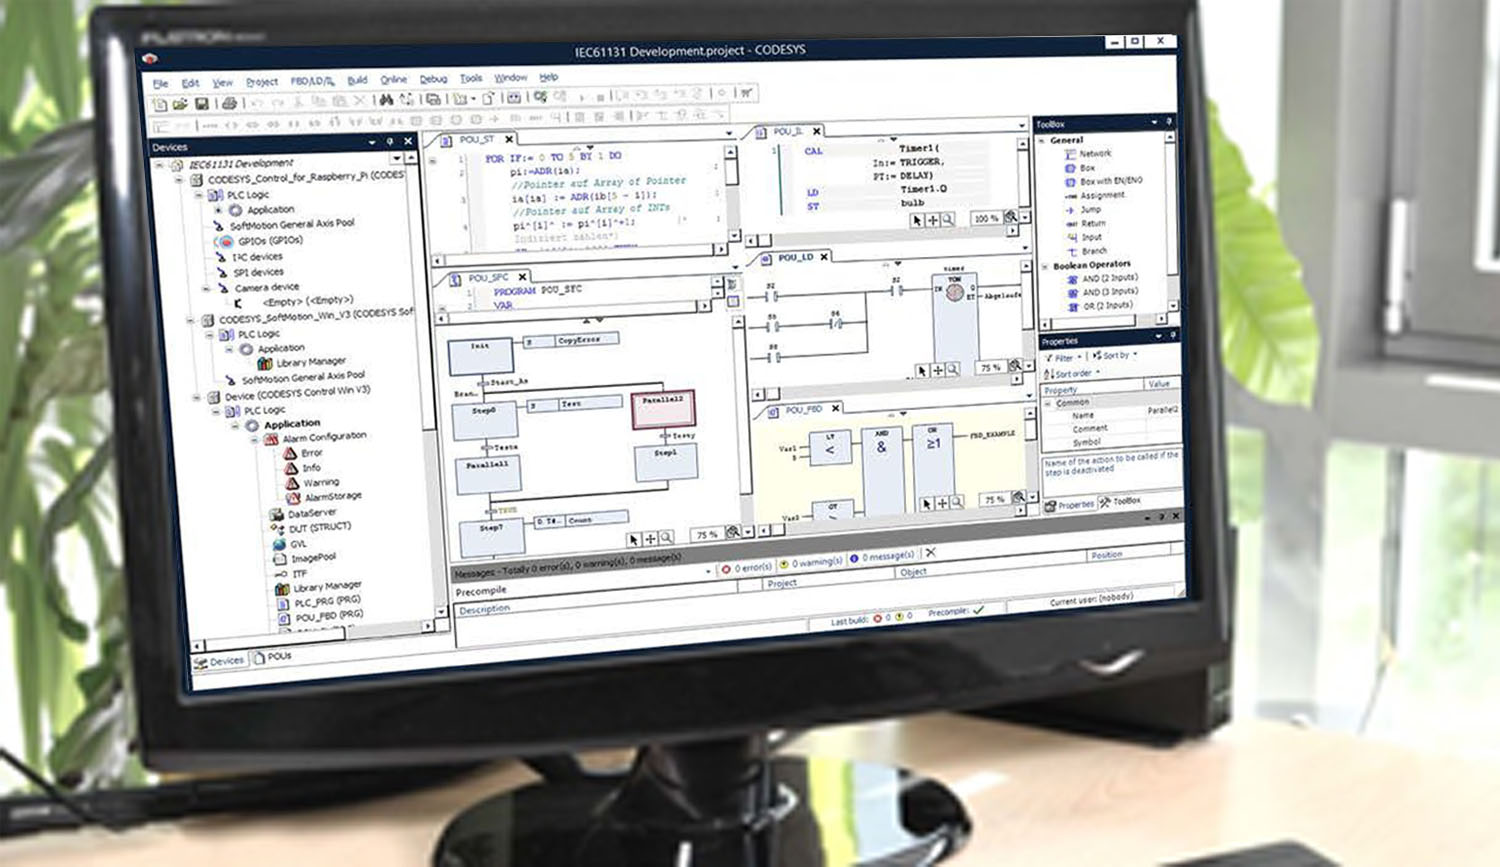 IEC61131 Development.project - CODESYS
File Edit View Project FBD/LD/IL Build Online Debug Tools Window Help
Devices
IEC61131 Development
CODESYS_Control_for_Raspberry_Pi (CODES
PLC Logic
Application
SoftMotion General Axis Pool
GPIOs (GPIOs)
I²C devices
SPI devices
Camera device
<Empty> (<Empty>)
CODESYS_SoftMotion_Win_V3 (CODESYS Sof
PLC Logic
Application
Library Manager
SoftMotion General Axis Pool
Device (CODESYS Control Win V3)
PLC Logic
Application
Alarm Configuration
Error
Info
Warning
AlarmStorage
DataServer
DUT (STRUCT)
GVL
ImagePool
ITF
Library Manager
PLC_PRG (PRG)
POU_FBD (PRG)
Devices POUs
POU_ST
1 FOR IF:= 0 TO 5 BY 1 DO
pi:=ADR(ia);
//Pointer auf Array of Pointer
ia[ia] := ADR(ib[5 - i]);
//Pointer auf Array of INTs
pi^[i]^ := pi^[i]^+1;
POU_SFC
1 PROGRAM POU_SFC
VAR
Init
S CopyError
Start_As
Bran..
Step0
S Test
Parallel2
Testa
Testy
Parallel1
Step1
TRUE
Step7
D T#.. Count
75 %
POU_IL
1 CAL Timer1(
In:= TRIGGER,
PT:= DELAY)
LD Timer1.Q
ST bulb
100 %
POU_LD
Timer
TON
IN Q
ET
Abgelaufe
75 %
POU_FBD
LT
<
AND
&
OR
≥1
FBD_EXAMPLE
Var1
5
Var2
GT
75 %
ToolBox
General
Network
Box
Box with EN/ENO
Assignment
Jump
Return
Input
Branch
Boolean Operators
AND (2 Inputs)
AND (3 Inputs)
OR (2 Inputs)
Properties
Filter Sort by
Sort order
Property Value
Common
Name Parallel2
Comment
Symbol
Name of the action to be called if the
step is deactivated
Properties ToolBox
Messages - Totally 0 error(s), 0 warning(s), 0 message(s)
Precompile 0 error(s) 0 warning(s) 0 message(s)
Description Project Object Position
Last build: 0 0 Precompile: Current user: (nobody)